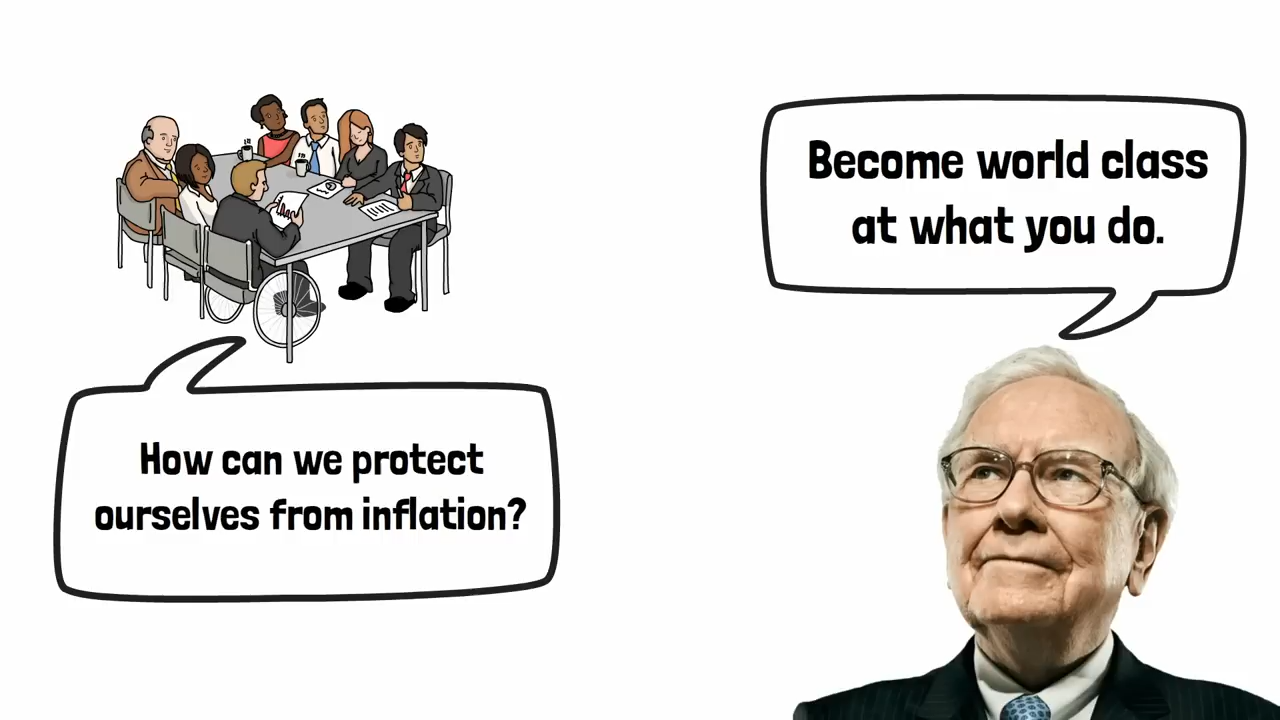 How can we protect
ourselves from inflation?
Become world class
at what you do.